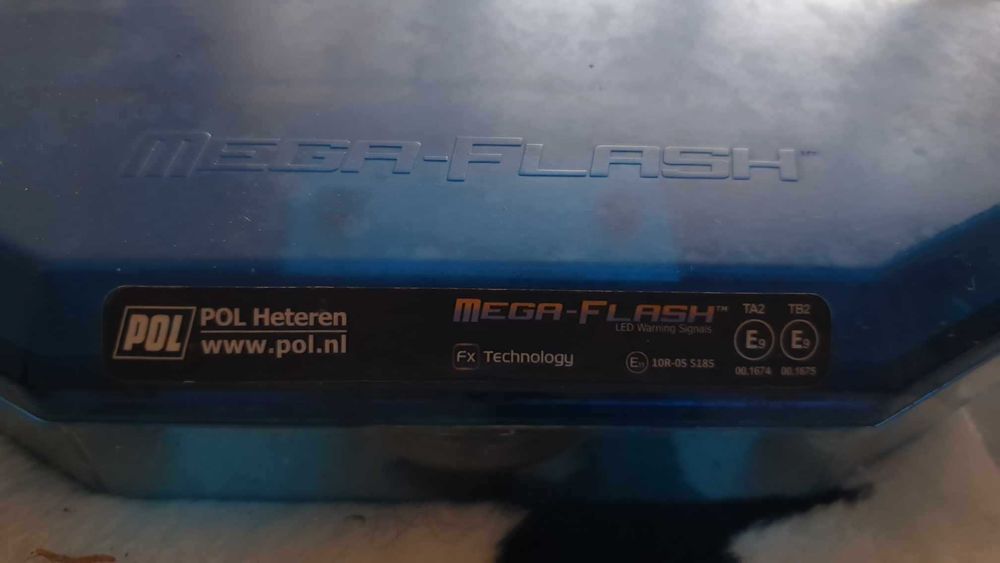 MEGA-FLASH™
POL
POL Heteren
www.pol.nl
MEGA-FLASH™
LED Warning Signals
Fx Technology
E11 10R-05 5185
TA2 TB2
E9 E9
00.1674 00.1675